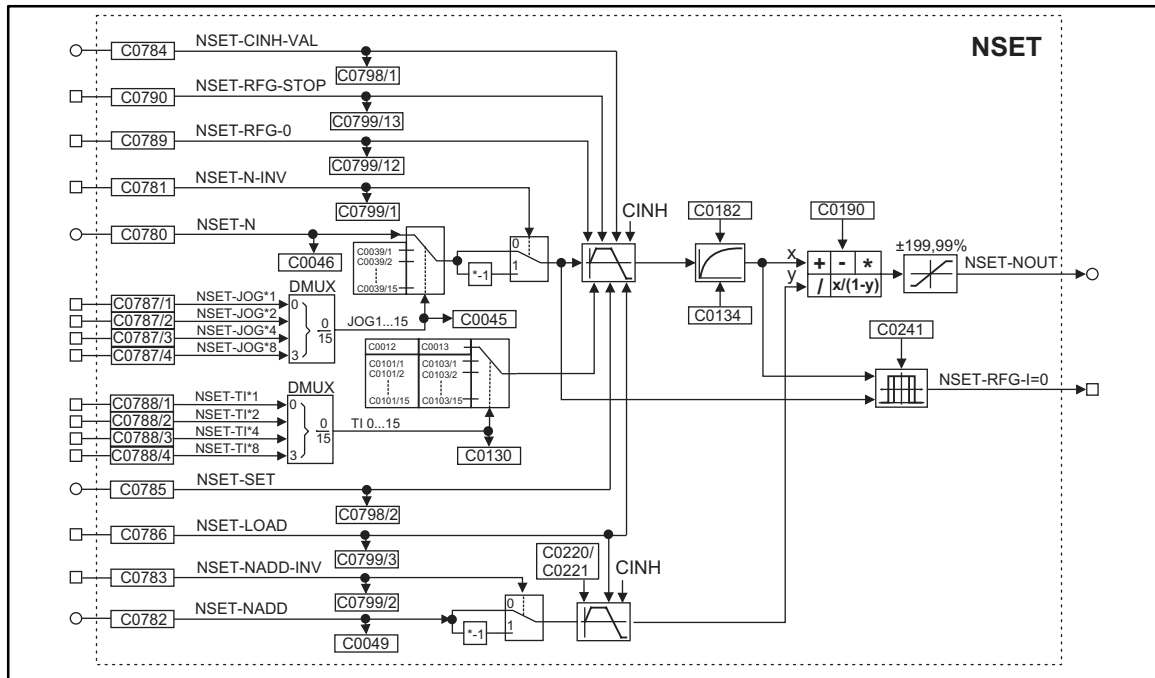 NSET
C0784 NSET-CINH-VAL
C0798/1
C0790 NSET-RFG-STOP
C0799/13
C0789 NSET-RFG-0
C0799/12
C0781 NSET-N-INV
C0799/1
C0780 NSET-N
C0046
C0039/1
C0039/2
C0039/15
*-1
0
1
CINH
C0182
C0134
C0190
x
y
+ - *
/ x/(1-y)
±199,99%
NSET-NOUT
C0787/1 NSET-JOG*1
C0787/2 NSET-JOG*2
C0787/3 NSET-JOG*4
C0787/4 NSET-JOG*8
DMUX
0
3
0
15
JOG1...15
C0045
C0241
NSET-RFG-I=0
C0012 C0013
C0101/1 C0103/1
C0101/2 C0103/2
C0101/15 C0103/15
C0788/1 NSET-TI*1
C0788/2 NSET-TI*2
C0788/3 NSET-TI*4
C0788/4 NSET-TI*8
DMUX
0
3
0
15
TI 0...15
C0130
C0785 NSET-SET
C0798/2
C0786 NSET-LOAD
C0799/3
C0783 NSET-NADD-INV
C0799/2
C0782 NSET-NADD
C0049
*-1
0
1
C0220/
C0221
CINH